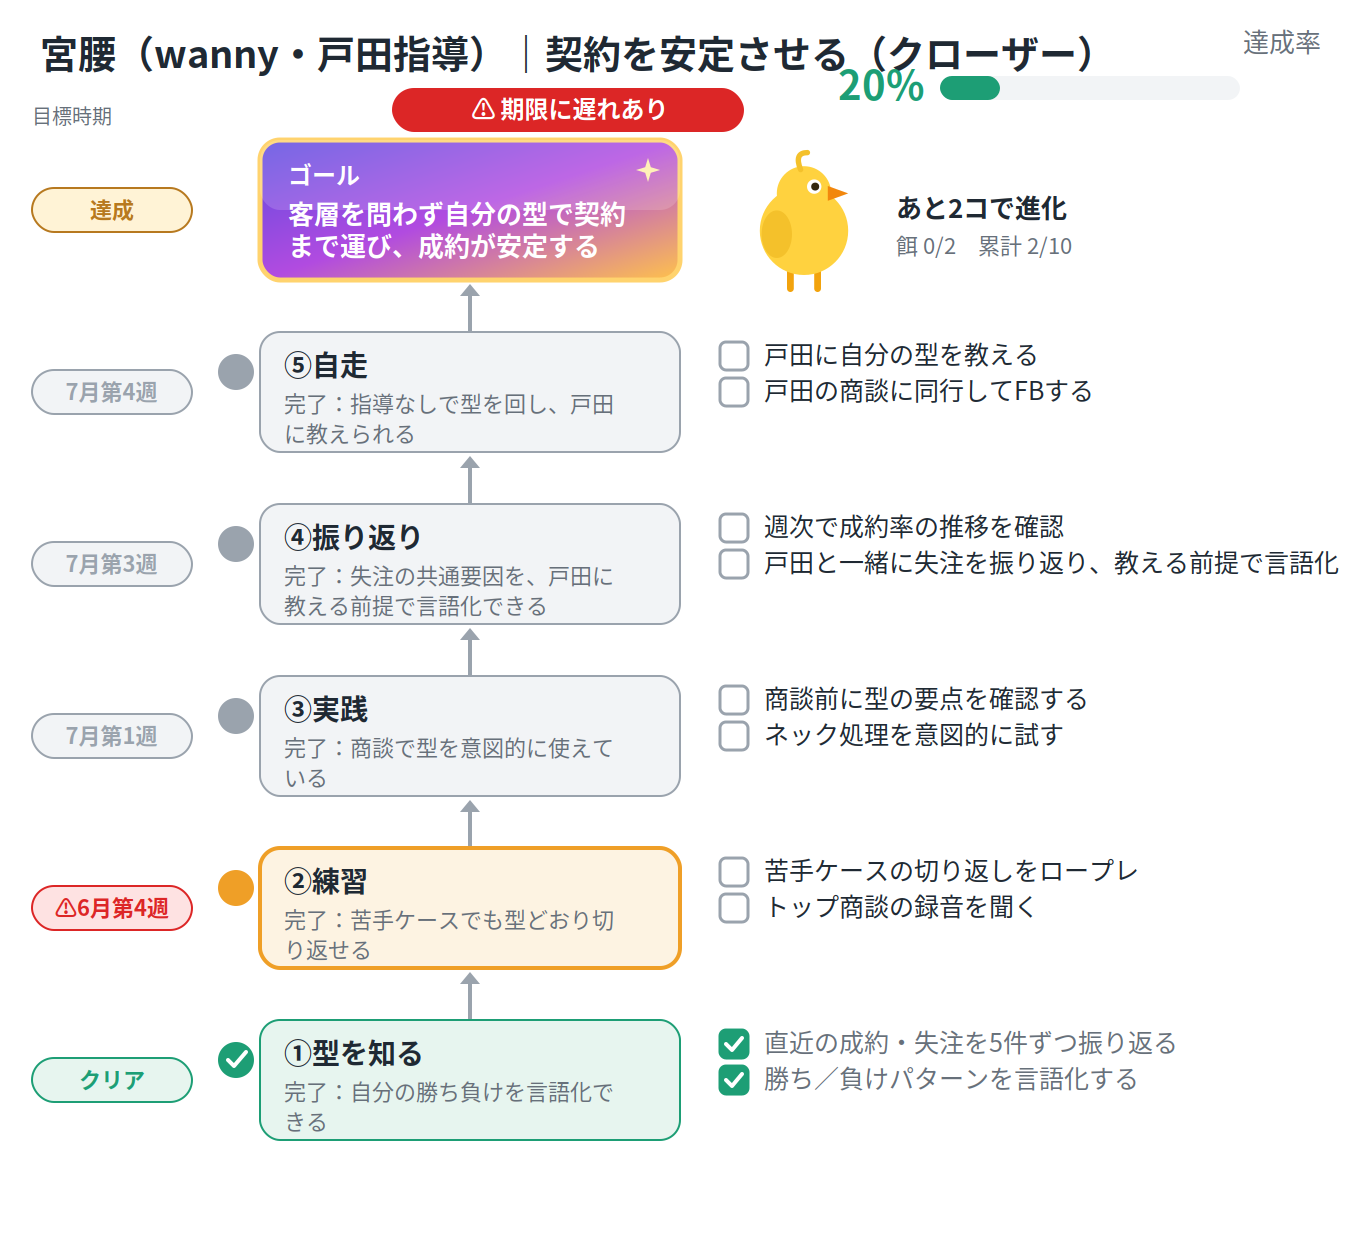 宮腰（wanny・戸田指導）｜契約を安定させる（クローザー）
達成率
20%
目標時期
⚠期限に遅れあり
達成
ゴール
客層を問わず自分の型で契約
まで運び、成約が安定する
あと2コで進化
餌 0/2 累計 2/10
7月第4週
⑤自走
完了：指導なしで型を回し、戸田
に教えられる
戸田に自分の型を教える
戸田の商談に同行してFBする
7月第3週
④振り返り
完了：失注の共通要因を、戸田に
教える前提で言語化できる
週次で成約率の推移を確認
戸田と一緒に失注を振り返り、教える前提で言語化
7月第1週
③実践
完了：商談で型を意図的に使えて
いる
商談前に型の要点を確認する
ネック処理を意図的に試す
⚠6月第4週
②練習
完了：苦手ケースでも型どおり切
り返せる
苦手ケースの切り返しをロープレ
トップ商談の録音を聞く
クリア
①型を知る
完了：自分の勝ち負けを言語化で
きる
直近の成約・失注を5件ずつ振り返る
勝ち／負けパターンを言語化する